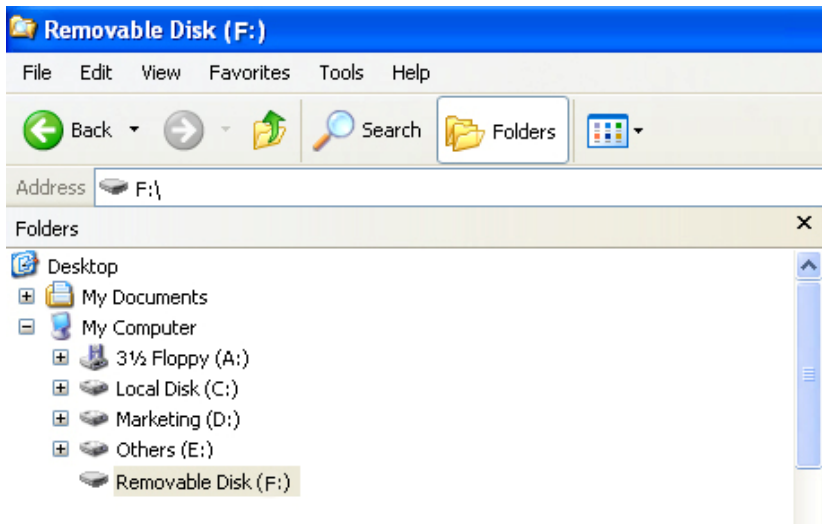 Removable Disk (F:)
File Edit View Favorites Tools Help
Back Search Folders
Address F:\
Folders
Desktop
My Documents
My Computer
3½ Floppy (A:)
Local Disk (C:)
Marketing (D:)
Others (E:)
Removable Disk (F:)